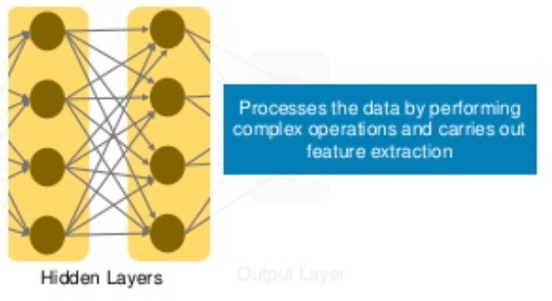 Processes the data by performing
complex operations and carries out
feature extraction
Hidden Layers
Output Layer